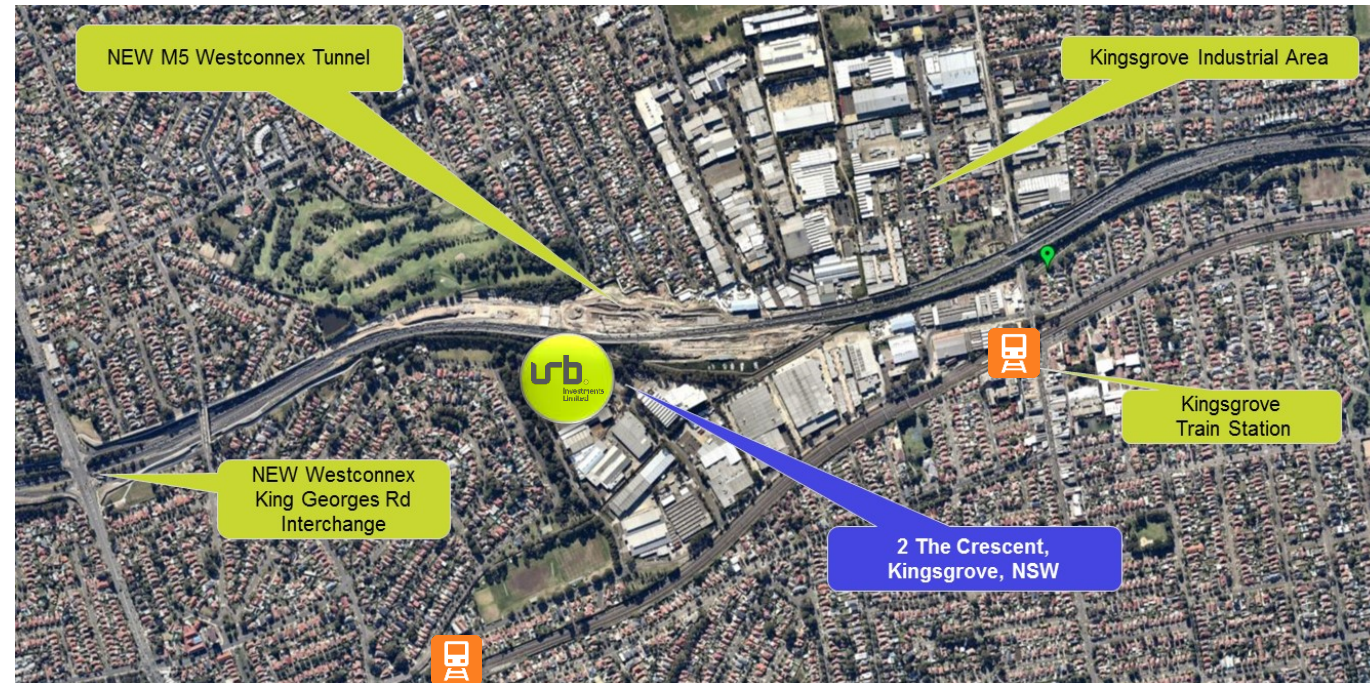 NEW M5 Westconnex Tunnel
Kingsgrove Industrial Area
urb
Investments
Limited
Kingsgrove
Train Station
NEW Westconnex
King Georges Rd
Interchange
2 The Crescent,
Kingsgrove, NSW